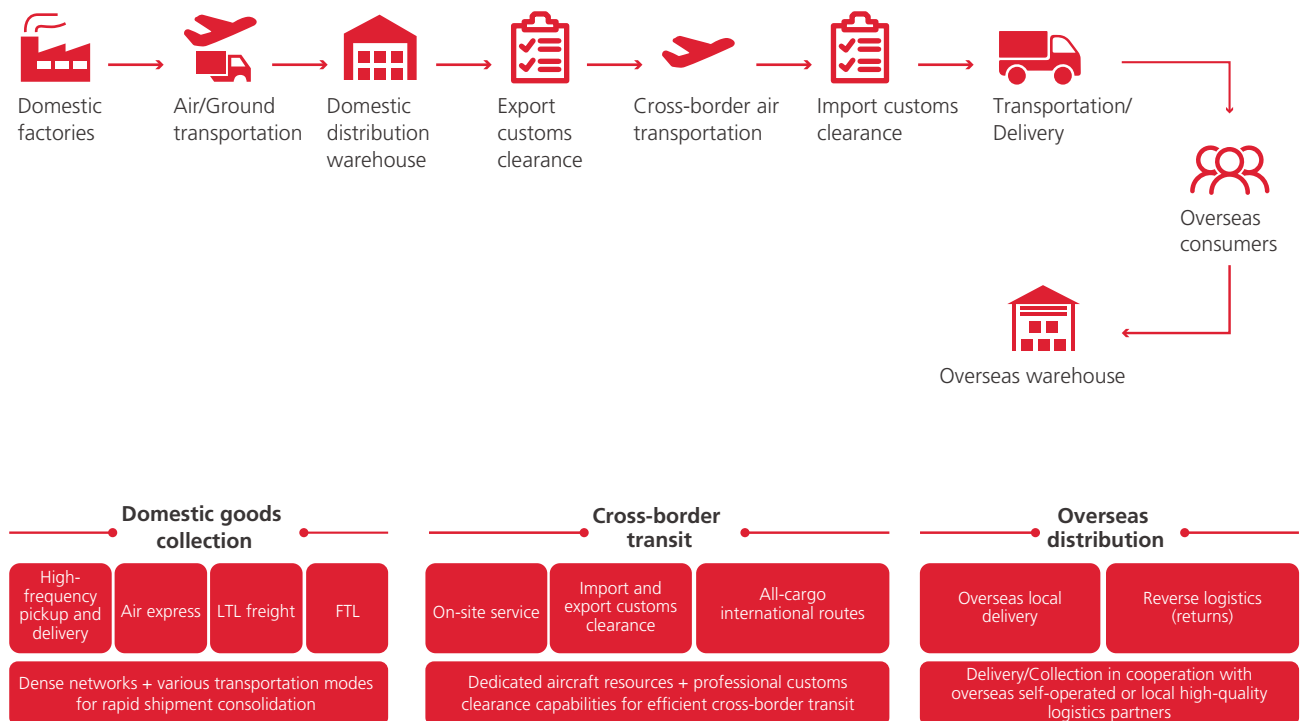 Domestic
factories
Air/Ground
transportation
Domestic
distribution
warehouse
Export
customs
clearance
Cross-border air
transportation
Import customs
clearance
Transportation/
Delivery
Overseas
consumers
Overseas warehouse
Domestic goods
collection
High-
frequency
pickup and
delivery
Air express
LTL freight
FTL
Dense networks + various transportation modes
for rapid shipment consolidation
Cross-border
transit
On-site service
Import and
export customs
clearance
All-cargo
international routes
Dedicated aircraft resources + professional customs
clearance capabilities for efficient cross-border transit
Overseas
distribution
Overseas local
delivery
Reverse logistics
(returns)
Delivery/Collection in cooperation with
overseas self-operated or local high-quality
logistics partners